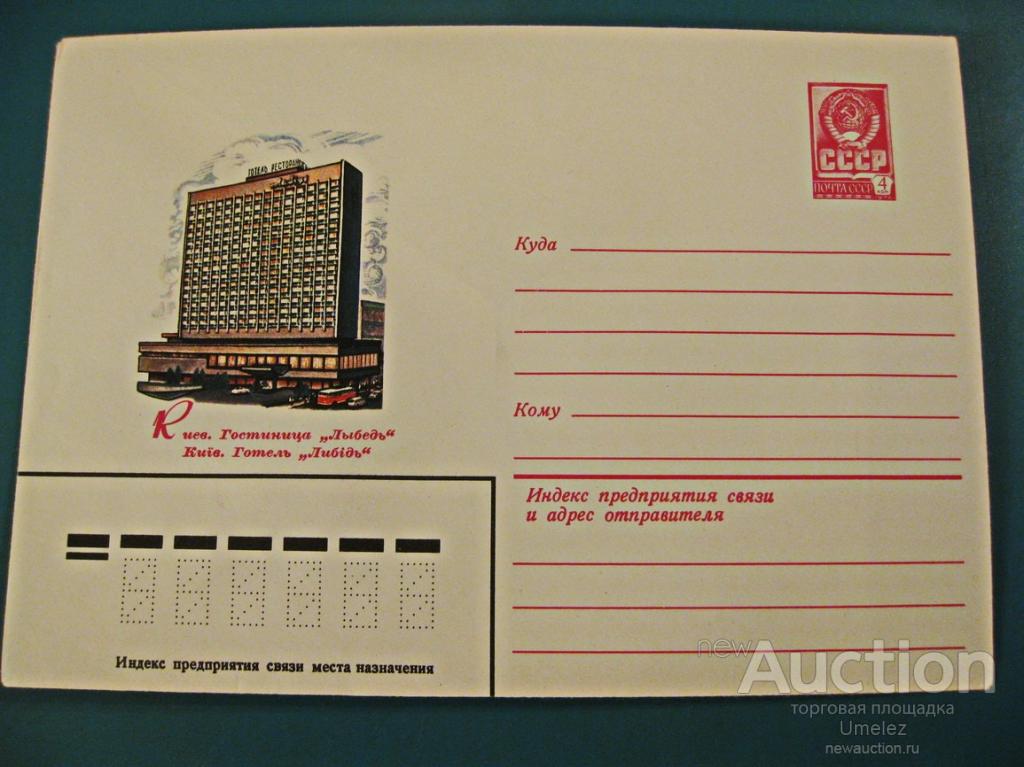 СССР
ПОЧТА СССР
4
КОП
ГОТЕЛЬ РЕСТОРАН
Киев. Гостиница „Лыбедь“
Київ. Готель „Либідь“
Куда
Кому
Индекс предприятия связи
и адрес отправителя
Индекс предприятия связи места назначения
newAuction
торговая площадка
Umelez
newauction.ru